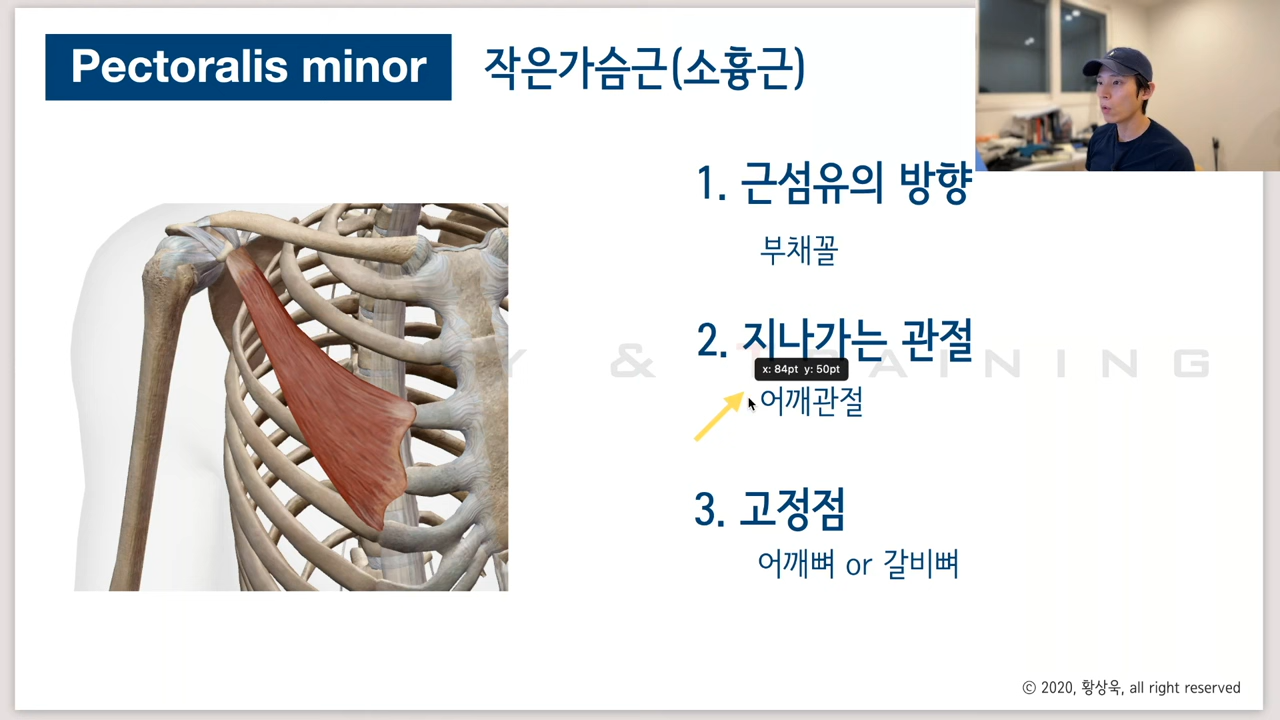 Pectoralis minor 작은가슴근(소흉근)
1. 근섬유의 방향
부채꼴
2. 지나가는 관절
Y & TRAINING
x: 84pt y: 50pt
어깨관절
3. 고정점
어깨뼈 or 갈비뼈
© 2020, 황상욱, all right reserved